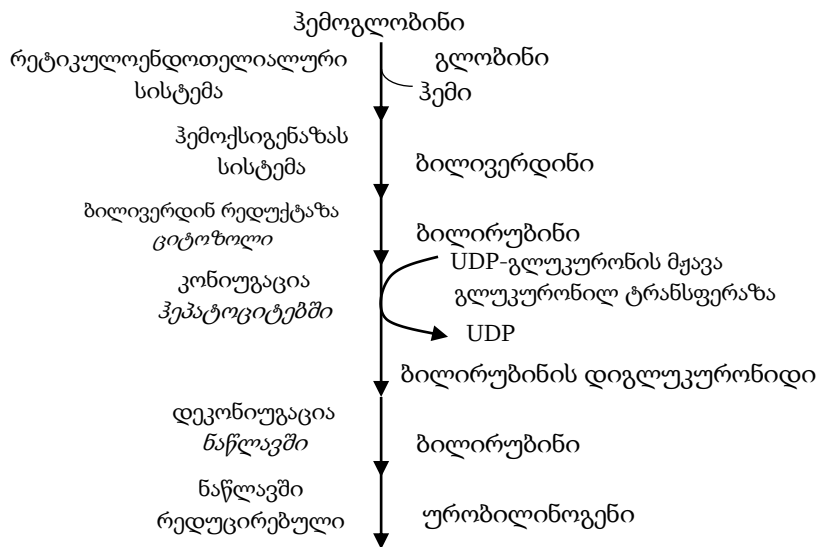 ჰემოგლობინი
რეტიკულოენდოთელიალური
სისტემა
გლობინი
ჰემი
ჰემოქსიგენაზას
სისტემა
ბილივერდინი
ბილივერდინ რედუქტაზა
ციტოზოლი
ბილირუბინი
კონიუგაცია
ჰეპატოციტებში
UDP-გლუკურონის მჟავა
გლუკურონილ ტრანსფერაზა
UDP
ბილირუბინის დიგლუკურონიდი
დეკონიუგაცია
ნაწლავში
ბილირუბინი
ნაწლავში
რედუცირებული
ურობილინოგენი